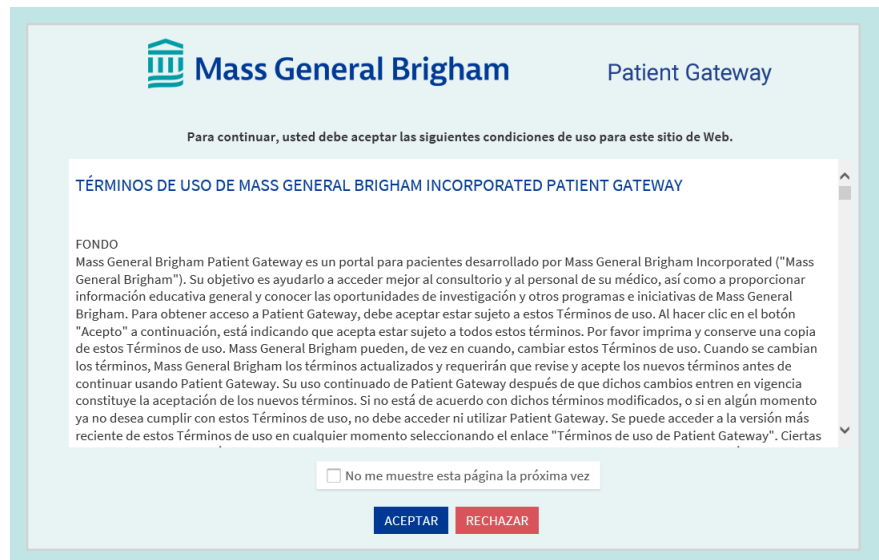 Mass General Brigham
Patient Gateway
Para continuar, usted debe aceptar las siguientes condiciones de uso para este sitio de Web.
TÉRMINOS DE USO DE MASS GENERAL BRIGHAM INCORPORATED PATIENT GATEWAY
FONDO
Mass General Brigham Patient Gateway es un portal para pacientes desarrollado por Mass General Brigham Incorporated ("Mass
General Brigham"). Su objetivo es ayudarlo a acceder mejor al consultorio y al personal de su médico, así como a proporcionar
información educativa general y conocer las oportunidades de investigación y otros programas e iniciativas de Mass General
Brigham. Para obtener acceso a Patient Gateway, debe aceptar estar sujeto a estos Términos de uso. Al hacer clic en el botón
"Acepto" a continuación, está indicando que acepta estar sujeto a todos estos términos. Por favor imprima y conserve una copia
de estos Términos de uso. Mass General Brigham pueden, de vez en cuando, cambiar estos Términos de uso. Cuando se cambian
los términos, Mass General Brigham los términos actualizados y requerirán que revise y acepte los nuevos términos antes de
continuar usando Patient Gateway. Su uso continuado de Patient Gateway después de que dichos cambios entren en vigencia
constituye la aceptación de los nuevos términos. Si no está de acuerdo con dichos términos modificados, o si en algún momento
ya no desea cumplir con estos Términos de uso, no debe acceder ni utilizar Patient Gateway. Se puede acceder a la versión más
reciente de estos Términos de uso en cualquier momento seleccionando el enlace "Términos de uso de Patient Gateway". Ciertas
No me muestre esta página la próxima vez
ACEPTAR
RECHAZAR